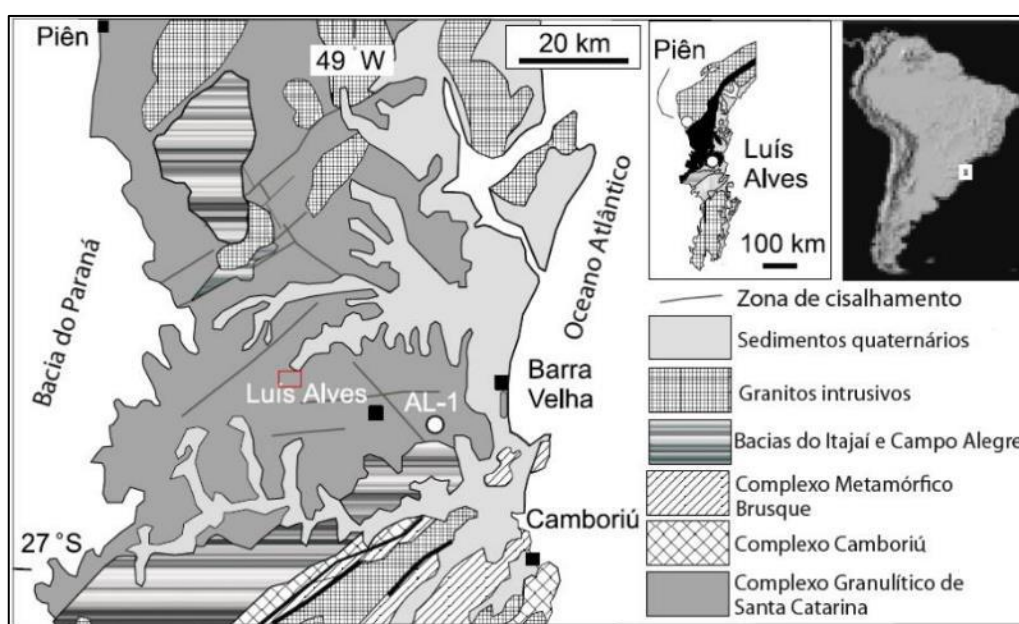 Piên
49 °W
20 km
Bacia do Paraná
Oceano Atlântico
Luís Alves
AL-1
Barra
Velha
Camboriú
27 °S
Piên
Luís
Alves
100 km
Zona de cisalhamento
Sedimentos quaternários
Granitos intrusivos
Bacias do Itajaí e Campo Alegre
Complexo Metamórfico
Brusque
Complexo Camboriú
Complexo Granulítico de
Santa Catarina